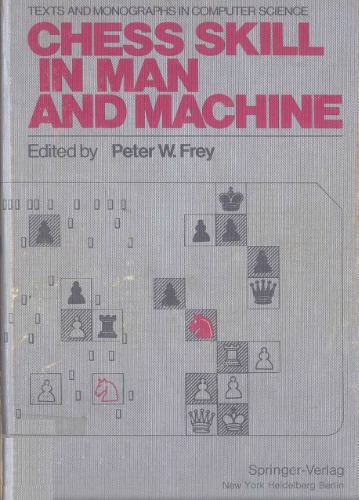 TEXTS AND MONOGRAPHS IN COMPUTER SCIENCE
CHESS SKILL
IN MAN
AND MACHINE
Edited by Peter W. Frey
Springer-Verlag
New York Heidelberg Berlin